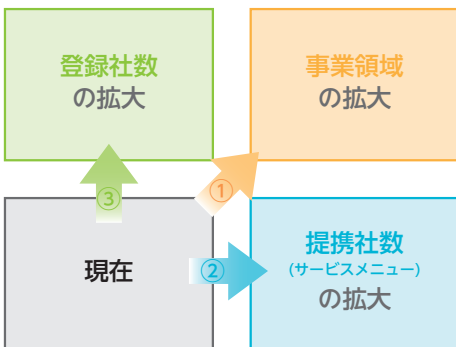 登録社数
の拡大
事業領域
の拡大
③
①
現在
②
提携社数
(サービスメニュー)
の拡大